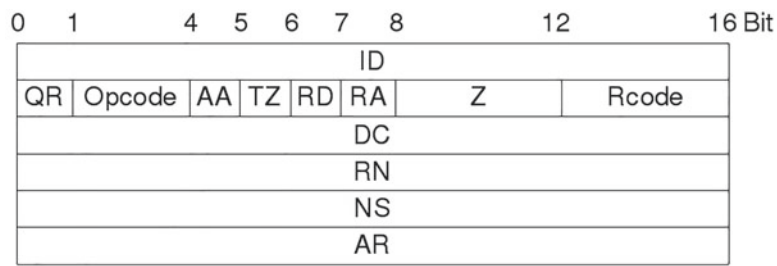 0 1 4 5 6 7 8 12 16 Bit
ID
QR Opcode AA TZ RD RA Z Rcode
DC
RN
NS
AR